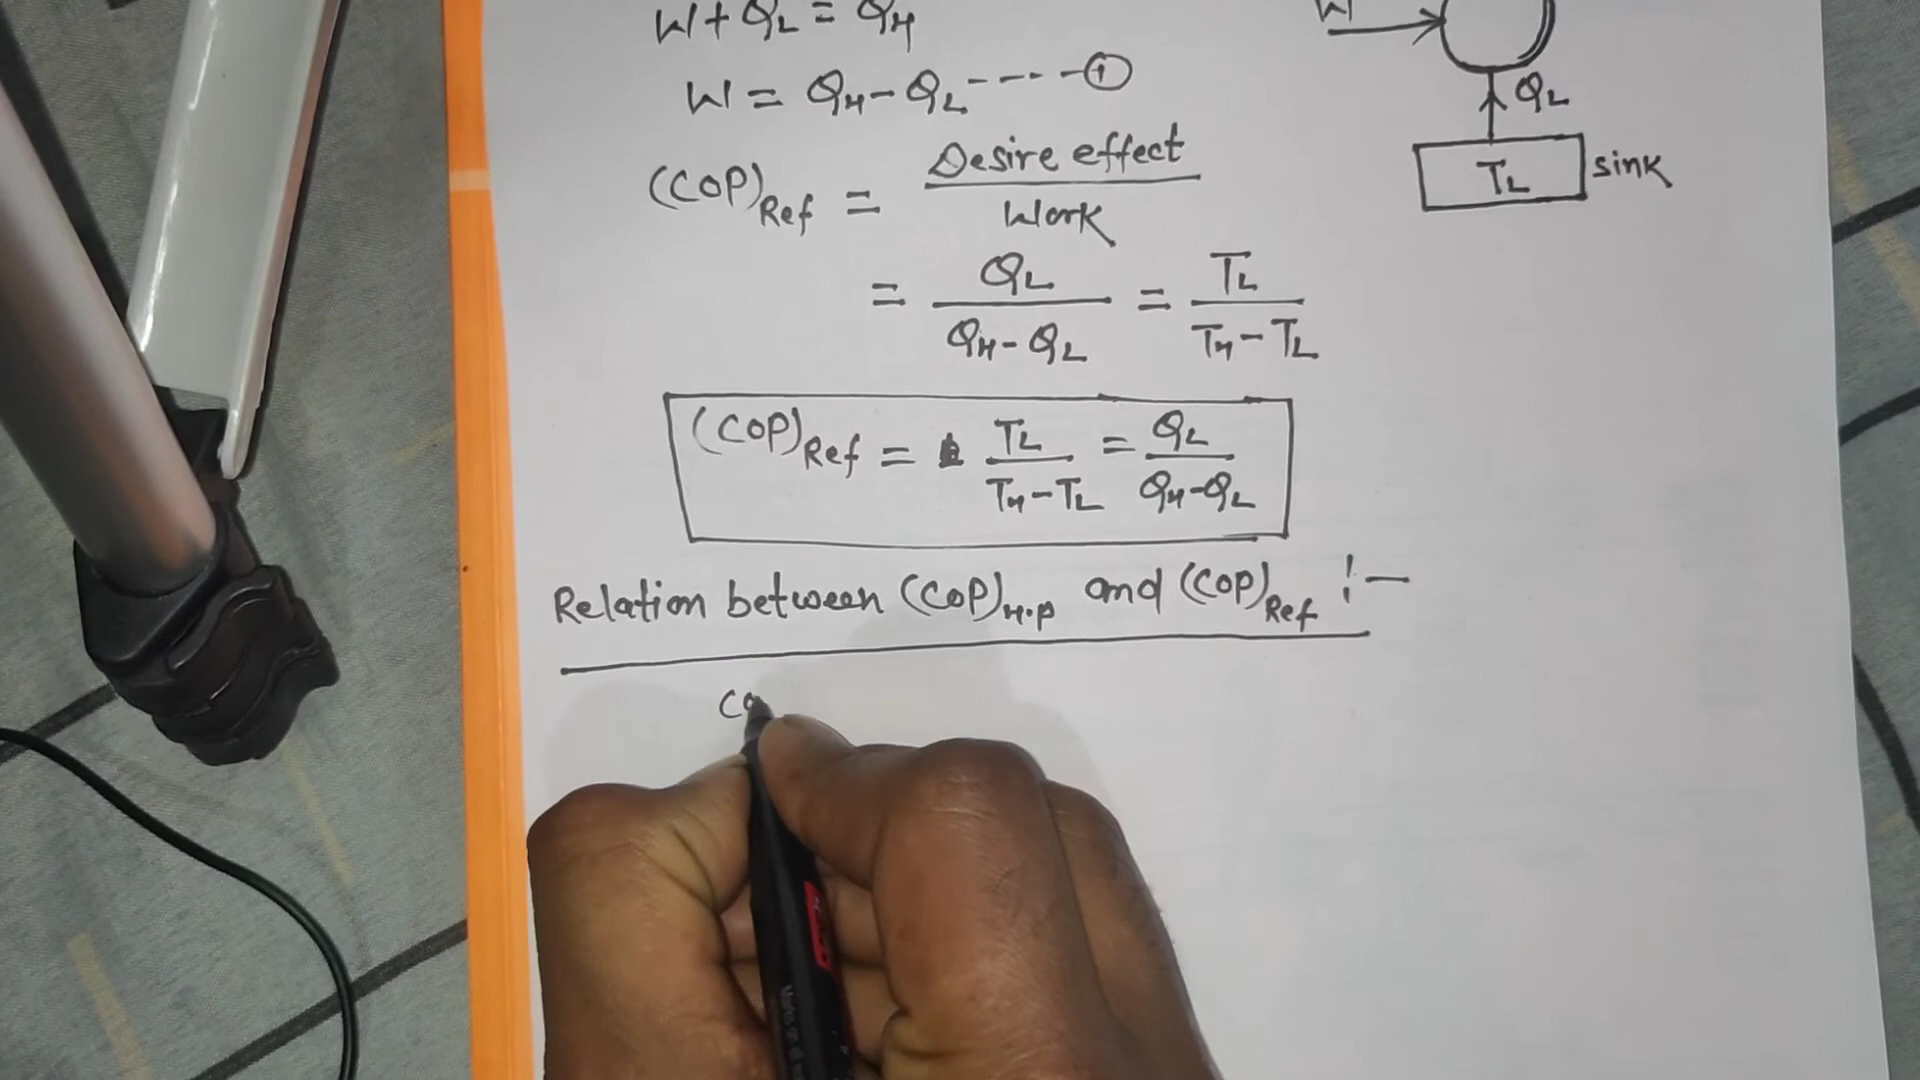 W + QL = QH
W = QH - QL ---- ①
(COP)Ref = Desire effect / Work
= QL / QH - QL = TL / TH - TL
(COP)Ref = TL / TH - TL = QL / QH - QL
Relation between (COP)H.P and (COP)Ref :-
CO
W
QL
TL sink